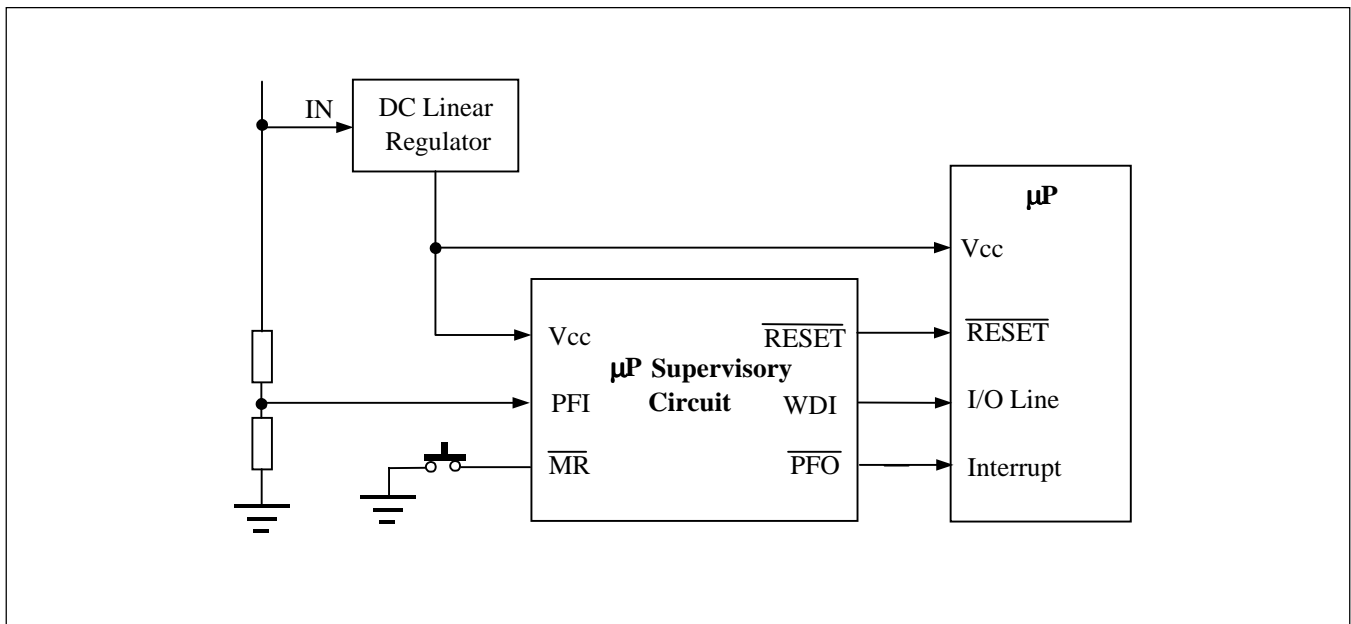 IN
DC Linear
Regulator
μP
Vcc
Vcc
RESET
RESET
μP Supervisory
Circuit
PFI
WDI
I/O Line
MR
PFO
Interrupt